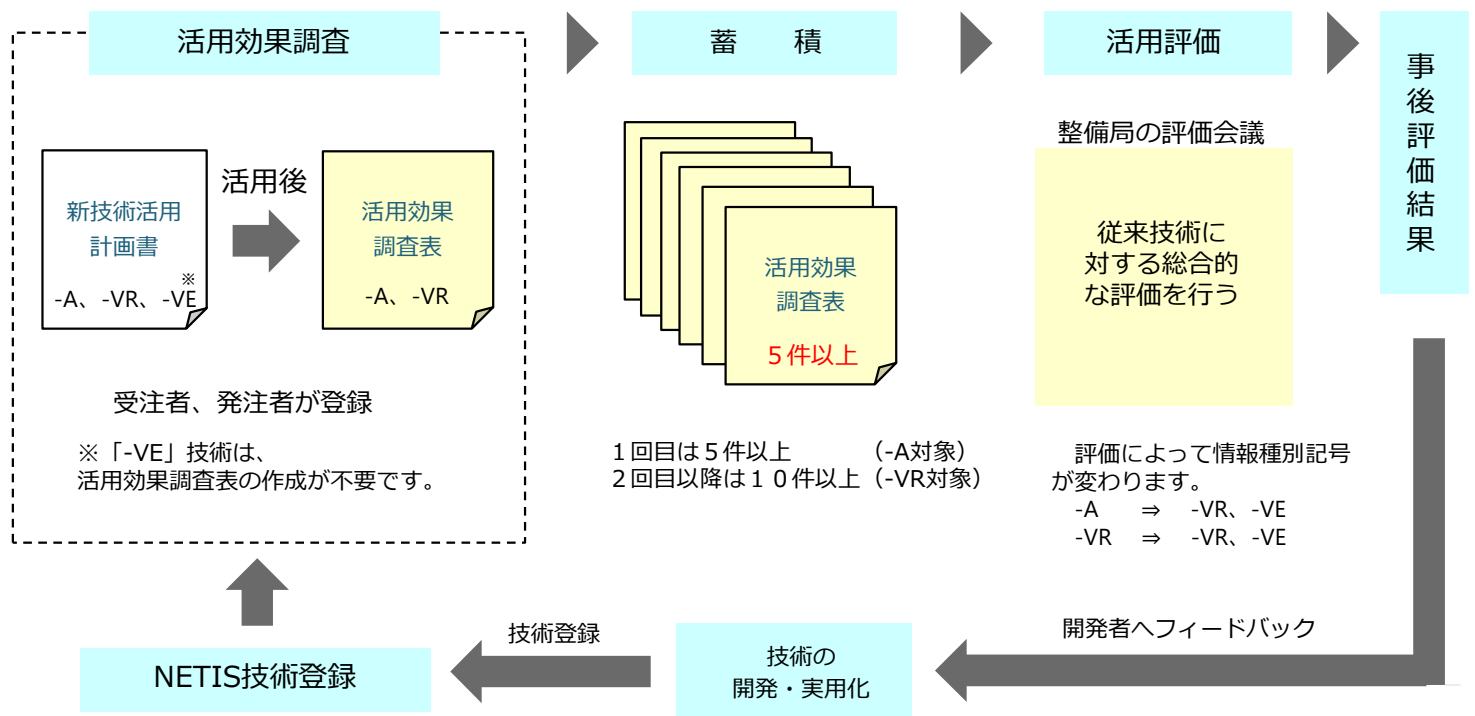 活用効果調査
蓄　積
活用評価
事後評価結果
新技術活用
計画書
※
-A、-VR、-VE
活用後
活用効果
調査表
-A、-VR
受注者、発注者が登録
※「-VE」技術は、
活用効果調査表の作成が不要です。
活用効果
調査表
５件以上
１回目は５件以上　　　　（-A対象）
２回目以降は１０件以上（-VR対象）
整備局の評価会議
従来技術に
対する総合的
な評価を行う
評価によって情報種別記号
が変わります。
-A　⇒　-VR、-VE
-VR　⇒　-VR、-VE
開発者へフィードバック
技術の
開発・実用化
技術登録
NETIS技術登録